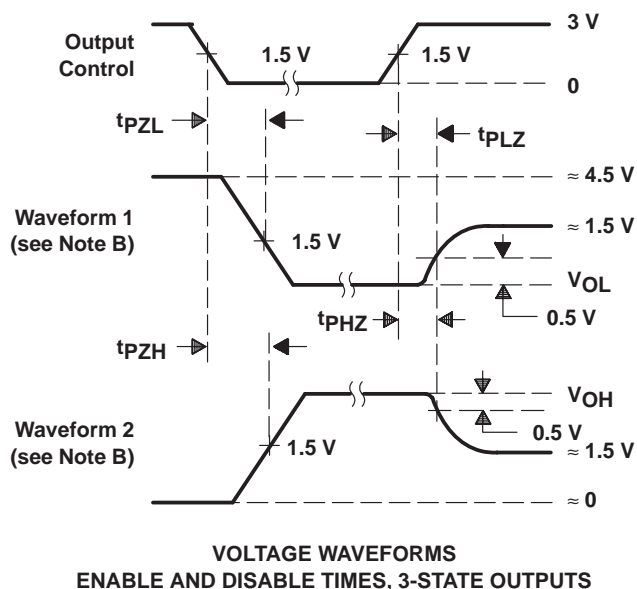 3 V
Output
Control
1.5 V
1.5 V
0
tPZL
tPLZ
≈ 4.5 V
Waveform 1
(see Note B)
1.5 V
≈ 1.5 V
VOL
0.5 V
tPHZ
tPZH
VOH
Waveform 2
(see Note B)
1.5 V
0.5 V
≈ 1.5 V
≈ 0
VOLTAGE WAVEFORMS
ENABLE AND DISABLE TIMES, 3-STATE OUTPUTS